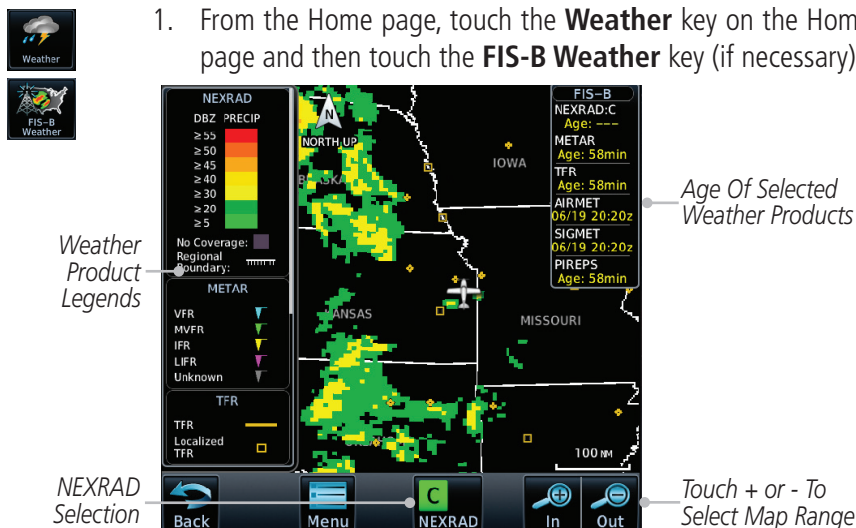 1. From the Home page, touch the Weather key on the Hom
page and then touch the FIS-B Weather key (if necessary)
Weather
FIS-B
Weather
NEXRAD
DBZ PRECIP
≥55
≥50
≥45
≥40
≥30
≥20
≥5
No Coverage:
Regional
Boundary:
METAR
VFR
MVFR
IFR
LIFR
Unknown
TFR
TFR
Localized
TFR
N
NORTH UP
IOWA
KANSAS
MISSOURI
100 NM
FIS-B
NEXRAD:C
Age: ---
METAR
Age: 58min
TFR
Age: 58min
AIRMET
06/19 20:20z
SIGMET
06/19 20:20z
PIREPS
Age: 58min
Age Of Selected
Weather Products
Weather
Product
Legends
NEXRAD
Selection
Back
Menu
C
NEXRAD
In
Out
Touch + or - To
Select Map Range